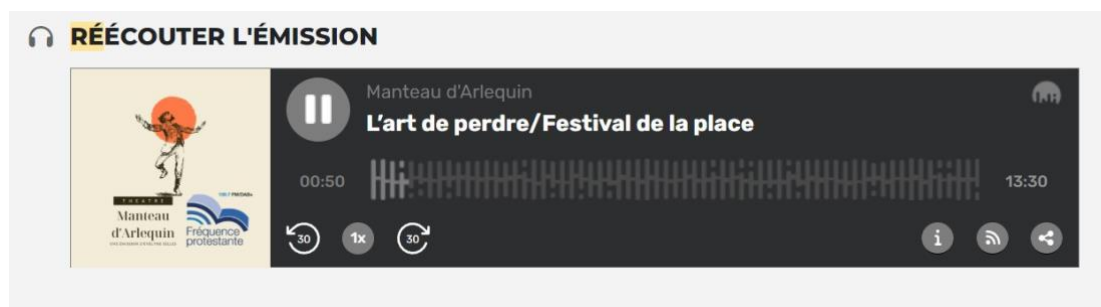 RÉÉCOUTER L'ÉMISSION
Manteau d'Arlequin
L'art de perdre/Festival de la place
00:50
13:30
THEATRE
Manteau
d'Arlequin
Fréquence
protestante
30
1x
30